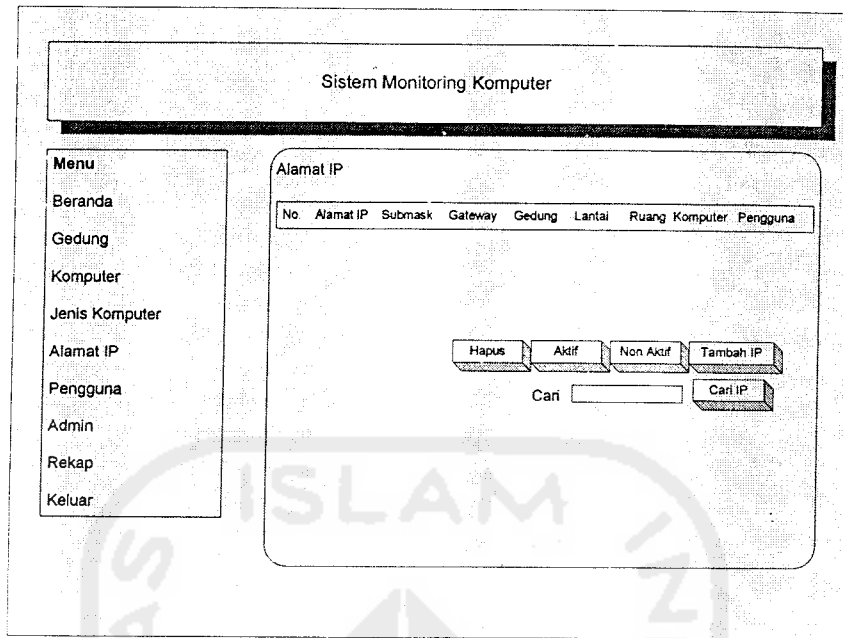 Sistem Monitoring Komputer
Menu
Beranda
Gedung
Komputer
Jenis Komputer
Alamat IP
Pengguna
Admin
Rekap
Keluar
Alamat IP
No. Alamat IP Submask Gateway Gedung Lantai Ruang Komputer Pengguna
Hapus Aktif Non Aktif Tambah IP
Cari Cari IP
ISLAM